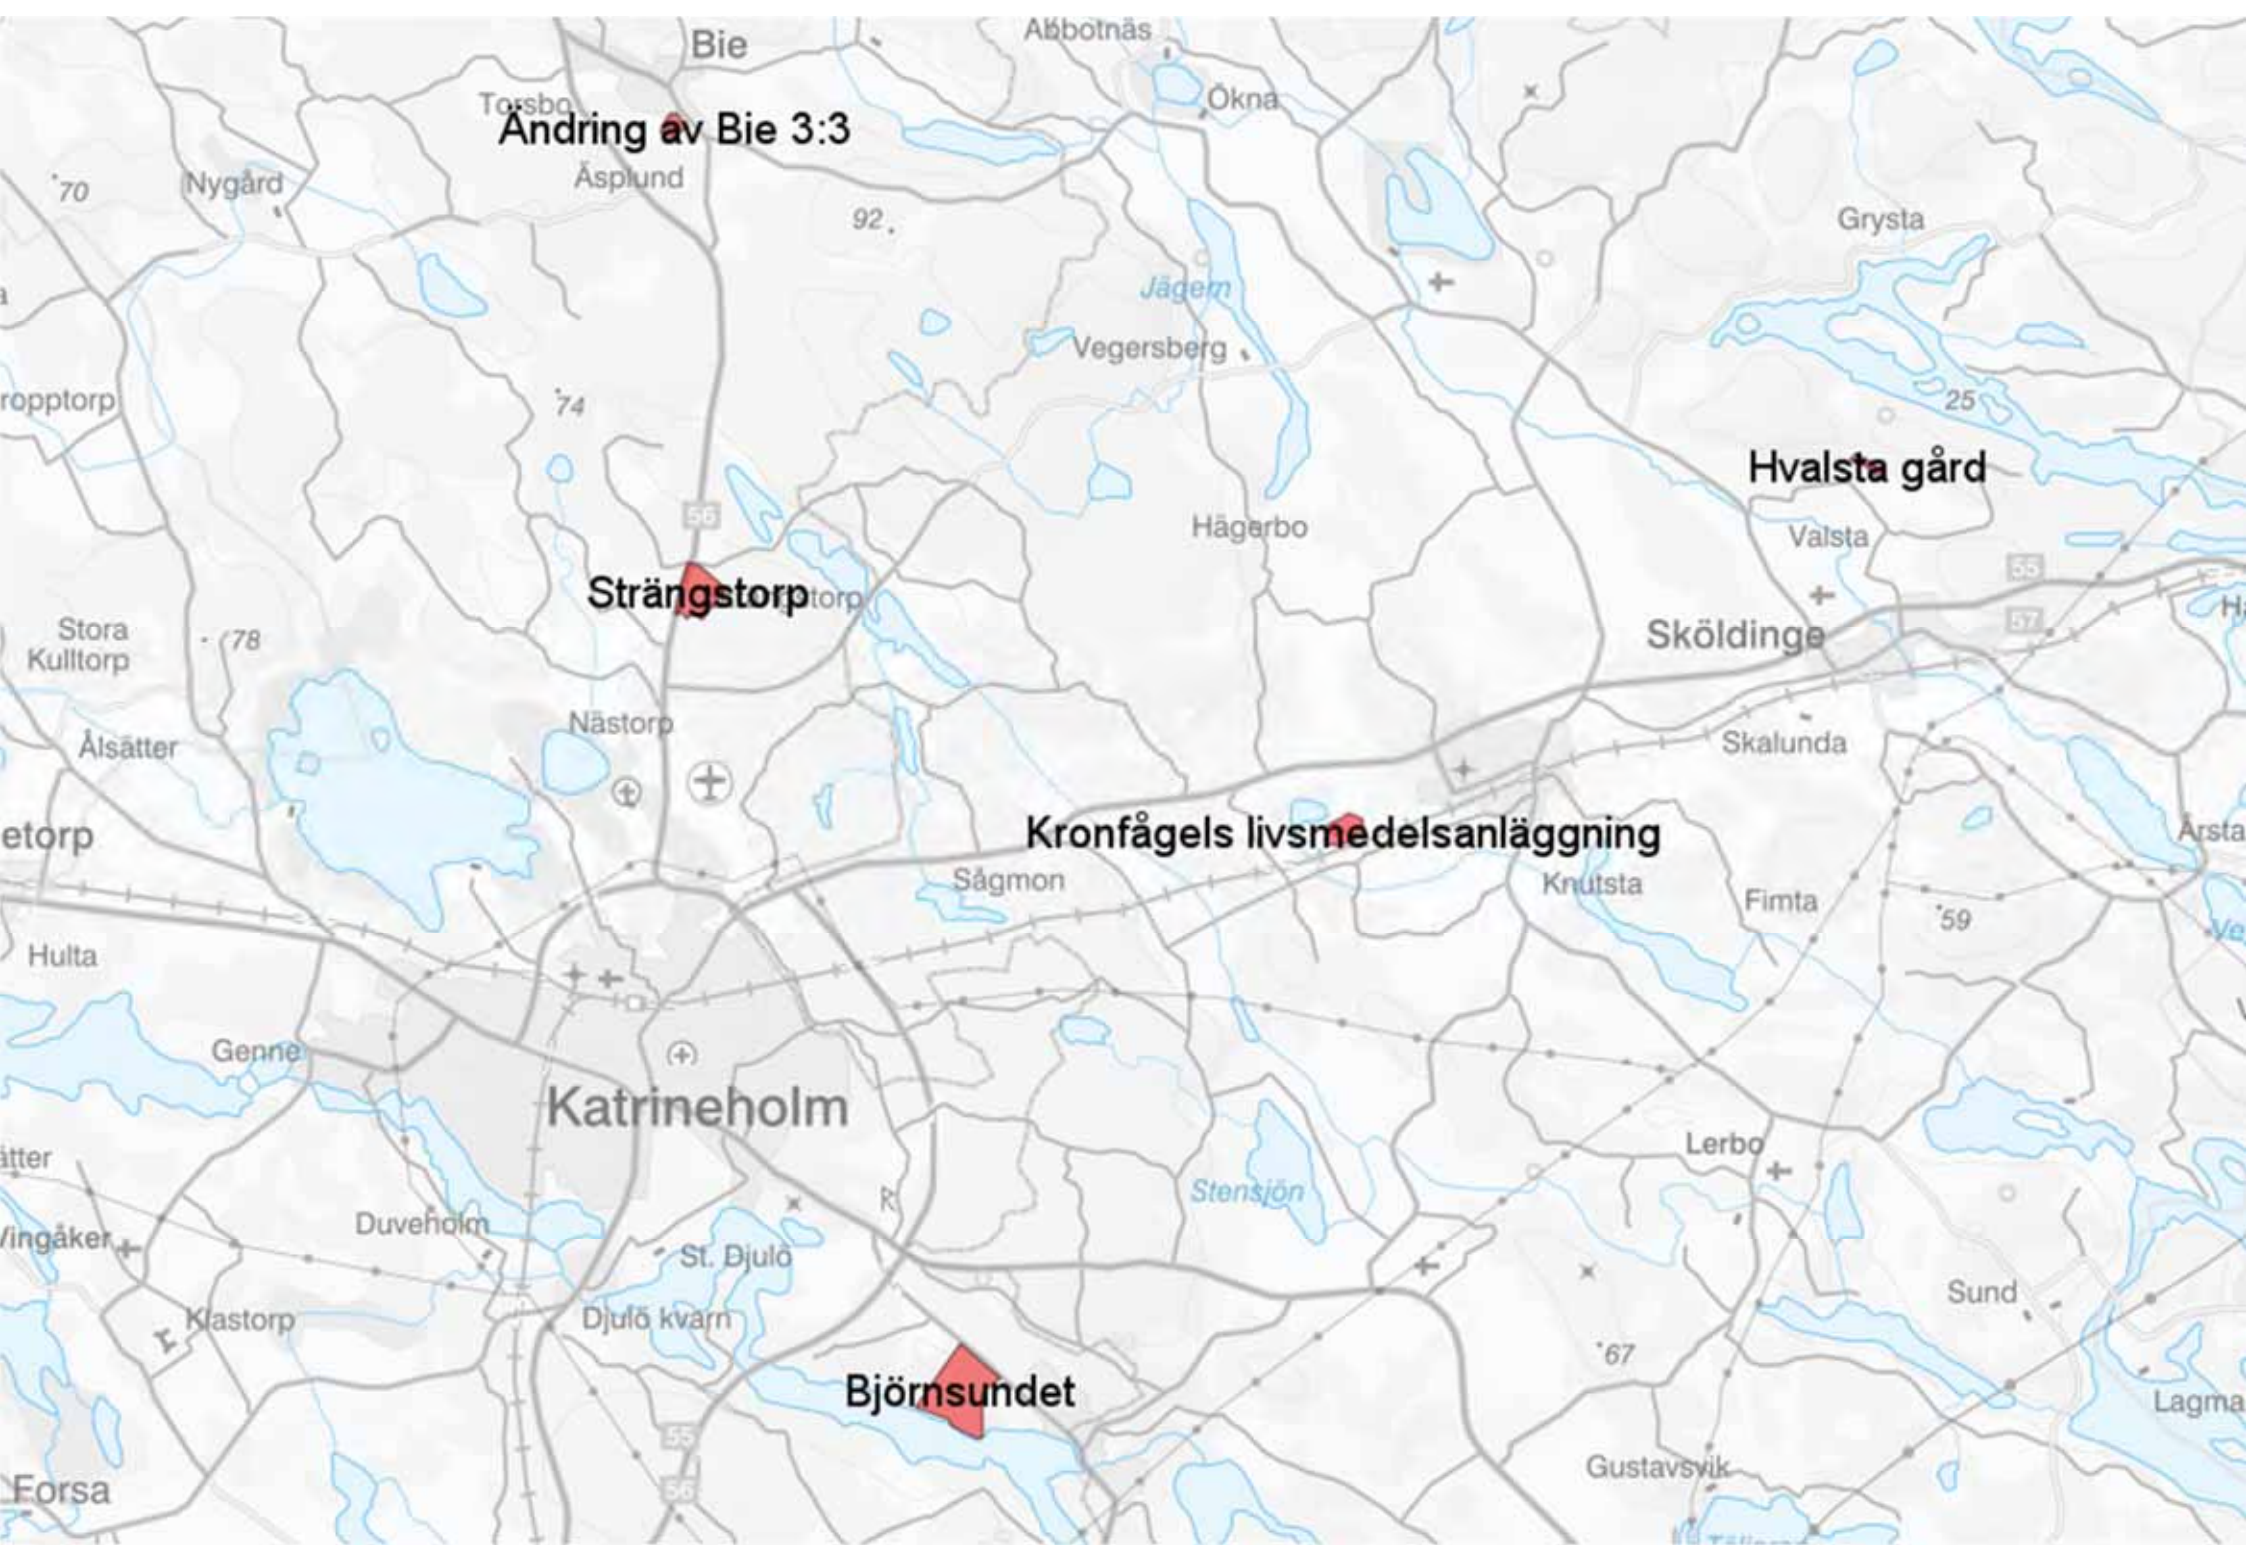 Bie
Abbotnäs
Torsbo
Ökna
Ändring av Bie 3:3
Äsplund
Nygård
70
92
Grysta
Jägern
Vegersberg
74
ropptorp
25
Hvalsta gård
56
Hägerbo
Valsta
55
Strängstorp
57
Stora
Kulltorp
78
Sköldinge
Nästorp
Ålsätter
Skalunda
etorp
Kronfågels livsmedelsanläggning
Årsta
Sågmon
Knutsta
Fimta
59
Hulta
Genne
Katrineholm
Lerbo
ätter
Stensjön
Duveholm
Vingåker
St. Djulö
Sund
Klastorp
Djulö kvarn
67
Björnsundet
Lagma
55
Gustavsvik
56
Forsa